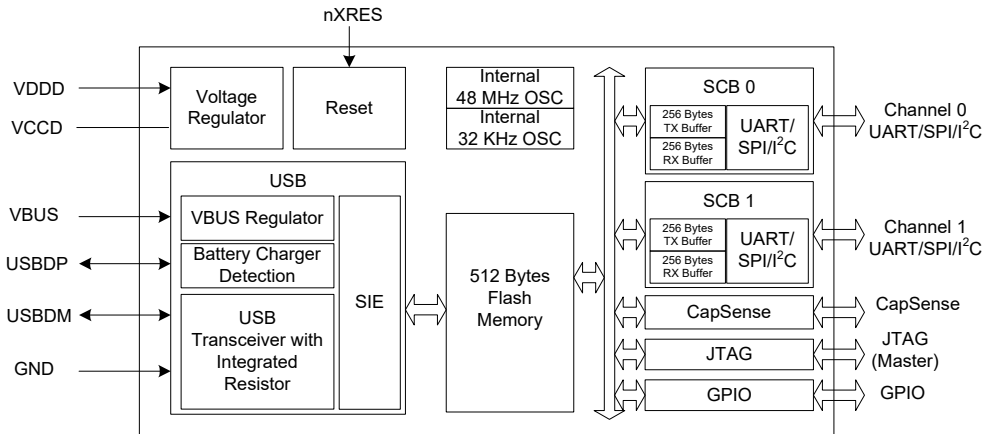 nXRES
VDDD
VCCD
VBUS
USBDP
USBDM
GND
Voltage
Regulator
Reset
Internal
48 MHz OSC
Internal
32 KHz OSC
USB
VBUS Regulator
Battery Charger
Detection
USB
Transceiver with
Integrated
Resistor
SIE
512 Bytes
Flash
Memory
SCB 0
256 Bytes
TX Buffer
256 Bytes
RX Buffer
UART/
SPI/I²C
SCB 1
256 Bytes
TX Buffer
256 Bytes
RX Buffer
UART/
SPI/I²C
CapSense
JTAG
GPIO
Channel 0
UART/SPI/I²C
Channel 1
UART/SPI/I²C
CapSense
JTAG
(Master)
GPIO